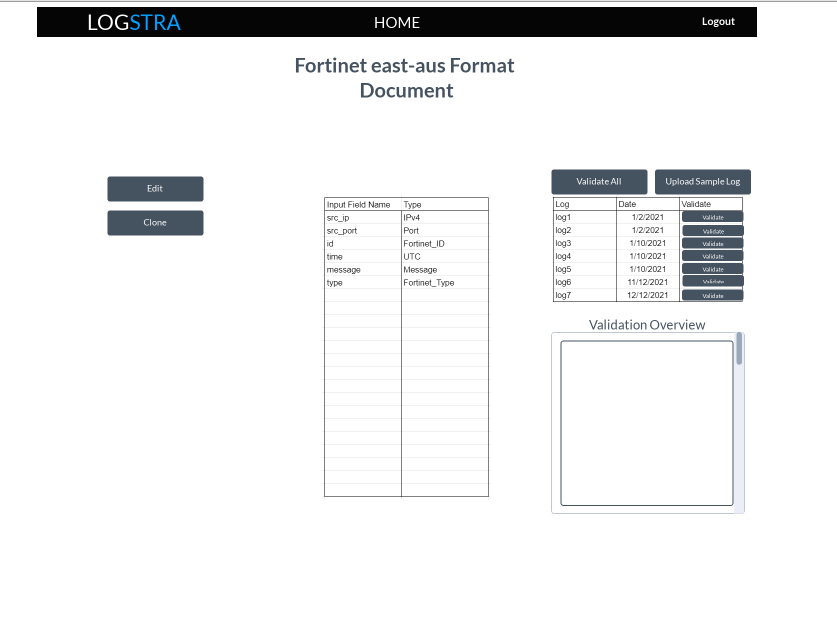 LOGSTRA HOME Logout
Fortinet east-aus Format
Document
Edit
Clone
Input Field Name Type
src_ip IPv4
src_port Port
id Fortinet_ID
time UTC
message Message
type Fortinet_Type
Validate All Upload Sample Log
Log Date Validate
log1 1/2/2021 Validate
log2 1/2/2021 Validate
log3 1/10/2021 Validate
log4 1/10/2021 Validate
log5 1/10/2021 Validate
log6 11/12/2021 Validate
log7 12/12/2021 Validate
Validation Overview